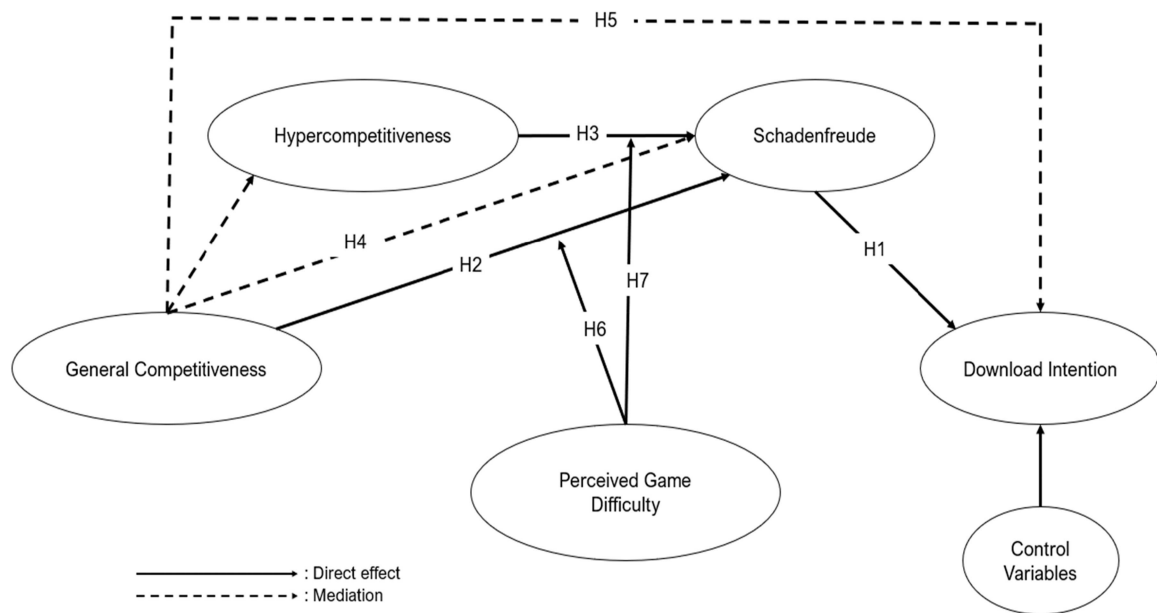 H5
Hypercompetitiveness
H3
Schadenfreude
H4
H2
H1
H7
H6
General Competitiveness
Download Intention
Perceived Game
Difficulty
Control
Variables
: Direct effect
: Mediation